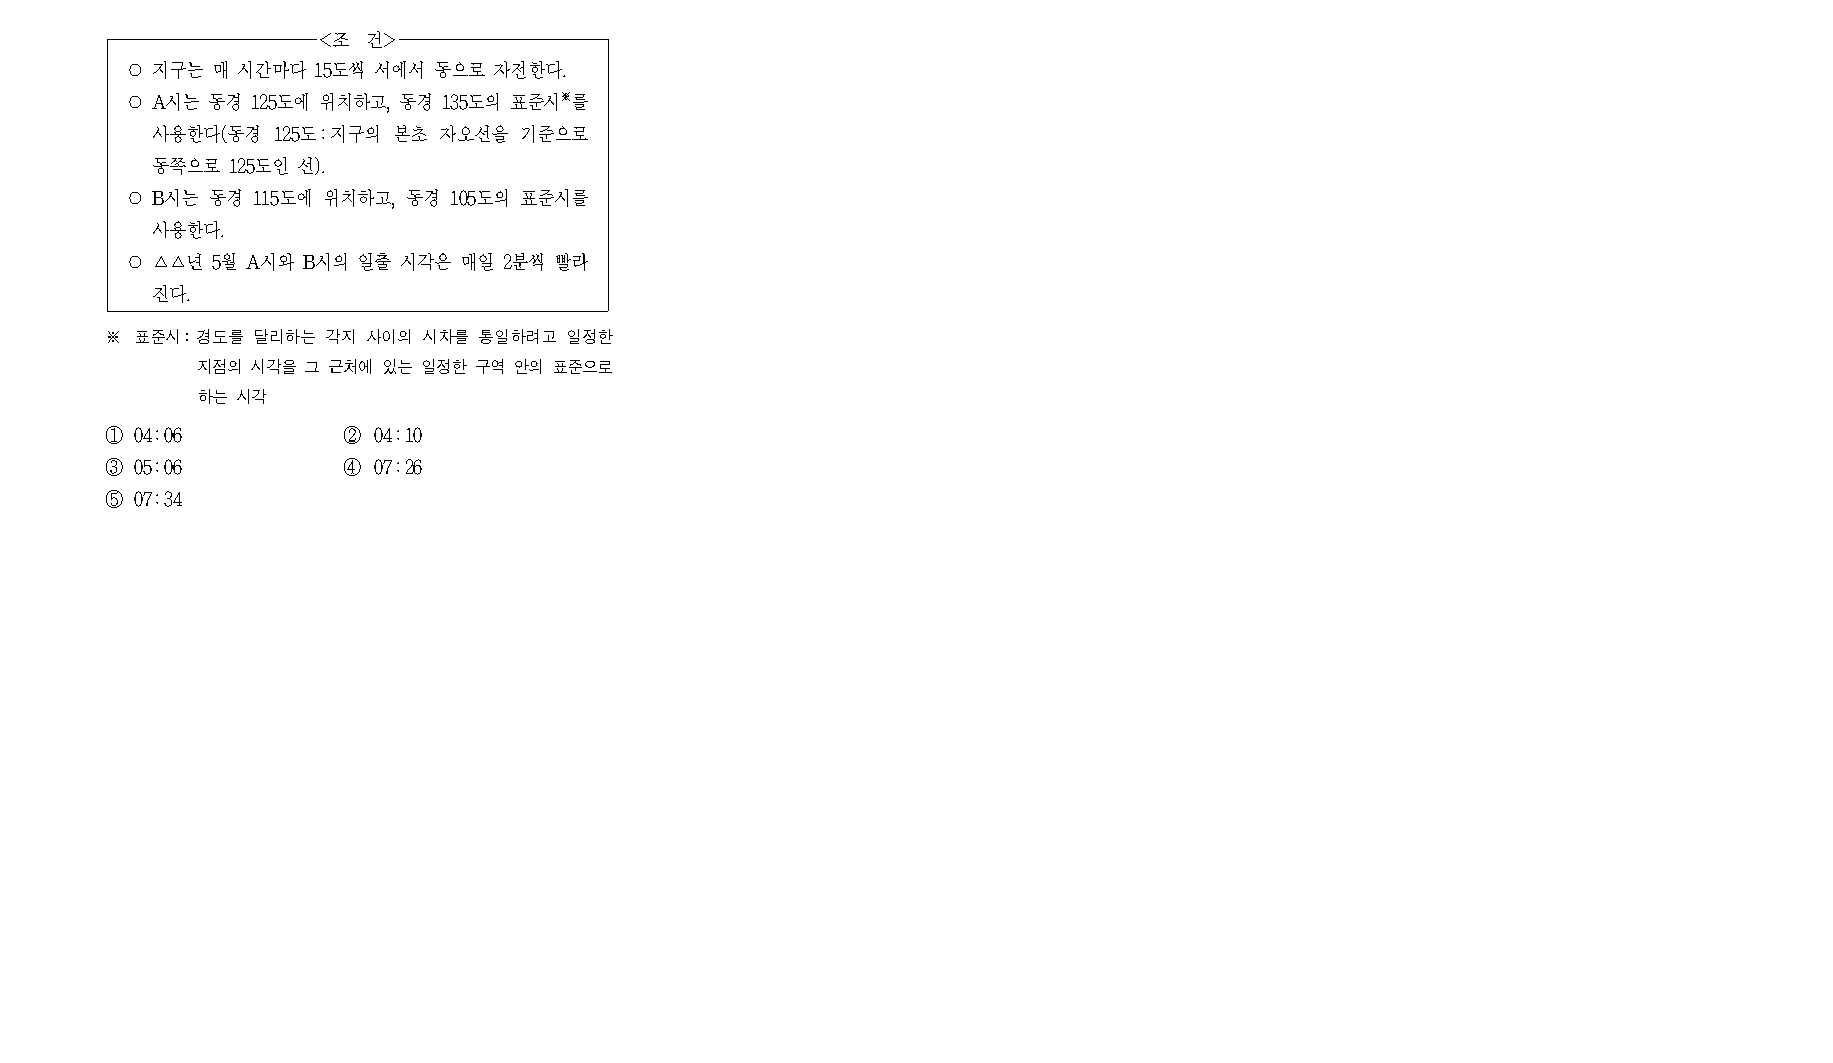 <조 건>
○ 지구는 매 시간마다 15도씩 서에서 동으로 자전한다.
○ A시는 동경 125도에 위치하고, 동경 135도의 표준시※를
사용한다(동경 125도 : 지구의 본초 자오선을 기준으로
동쪽으로 125도인 선).
○ B시는 동경 115도에 위치하고, 동경 105도의 표준시를
사용한다.
○ △△년 5월 A시와 B시의 일출 시각은 매일 2분씩 빨라
진다.
※ 표준시 : 경도를 달리하는 각지 사이의 시차를 통일하려고 일정한
지점의 시각을 그 근처에 있는 일정한 구역 안의 표준으로
하는 시각
① 04 : 06 ② 04 : 10
③ 05 : 06 ④ 07 : 26
⑤ 07 : 34